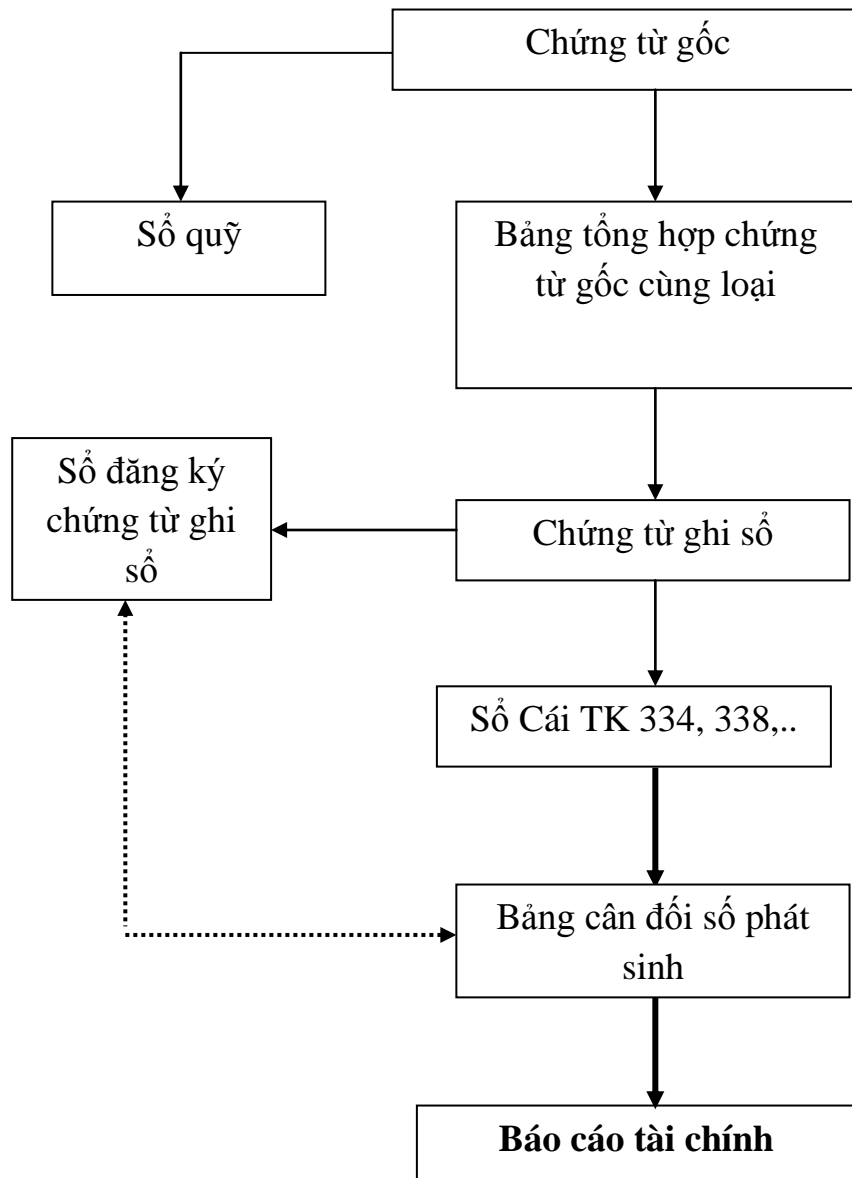 Chứng từ gốc
Sổ quỹ
Bảng tổng hợp chứng
từ gốc cùng loại
Sổ đăng ký
chứng từ ghi
sổ
Chứng từ ghi sổ
Sổ Cái TK 334, 338,..
Bảng cân đối số phát
sinh
Báo cáo tài chính